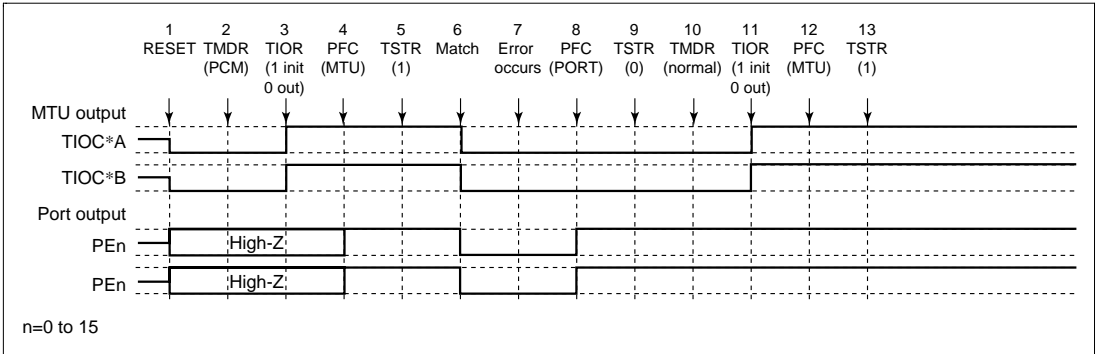 1 2 3 4 5 6 7 8 9 10 11 12 13
RESET TMDR TIOR PFC TSTR Match Error PFC TSTR TMDR TIOR PFC TSTR
(PCM) (1 init (MTU) (1) occurs (PORT) (0) (normal) (1 init (MTU) (1)
0 out) 0 out)
MTU output
TIOC*A
TIOC*B
Port output
PEn High-Z
PEn High-Z
n=0 to 15